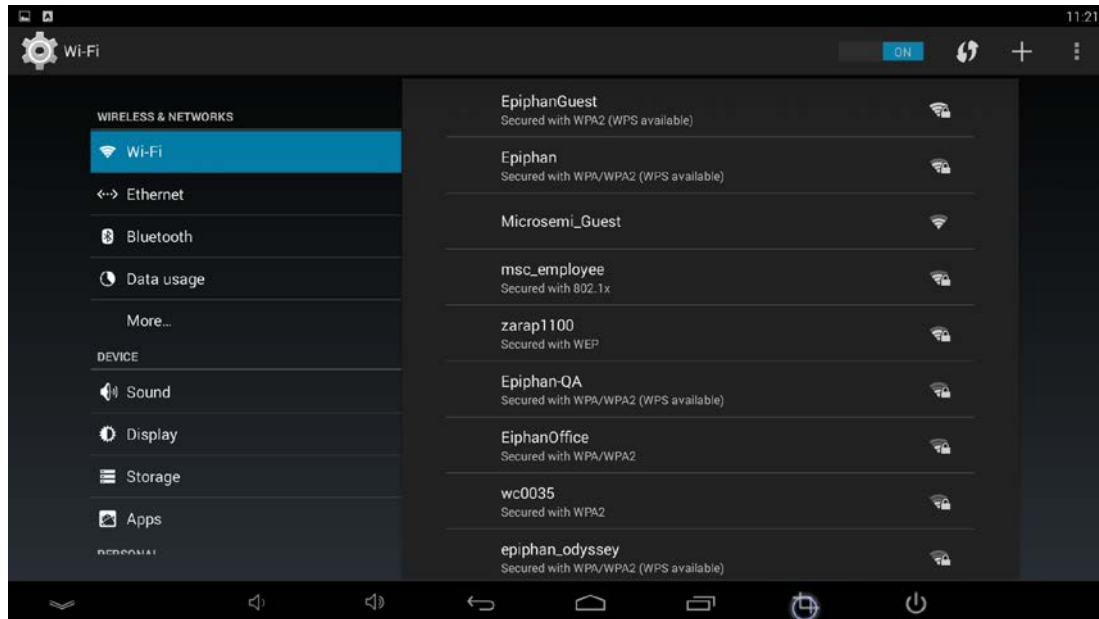 11:21
Wi-Fi
ON
WIRELESS & NETWORKS
Wi-Fi
Ethernet
Bluetooth
Data usage
More...
DEVICE
Sound
Display
Storage
Apps
PERSONAL
EpiphanGuest
Secured with WPA2 (WPS available)
Epiphan
Secured with WPA/WPA2 (WPS available)
Microsemi_Guest
msc_employee
Secured with 802.1x
zarap1100
Secured with WEP
Epiphan-QA
Secured with WPA/WPA2 (WPS available)
EiphanOffice
Secured with WPA/WPA2
wc0035
Secured with WPA2
epiphan_odyssey
Secured with WPA/WPA2 (WPS available)